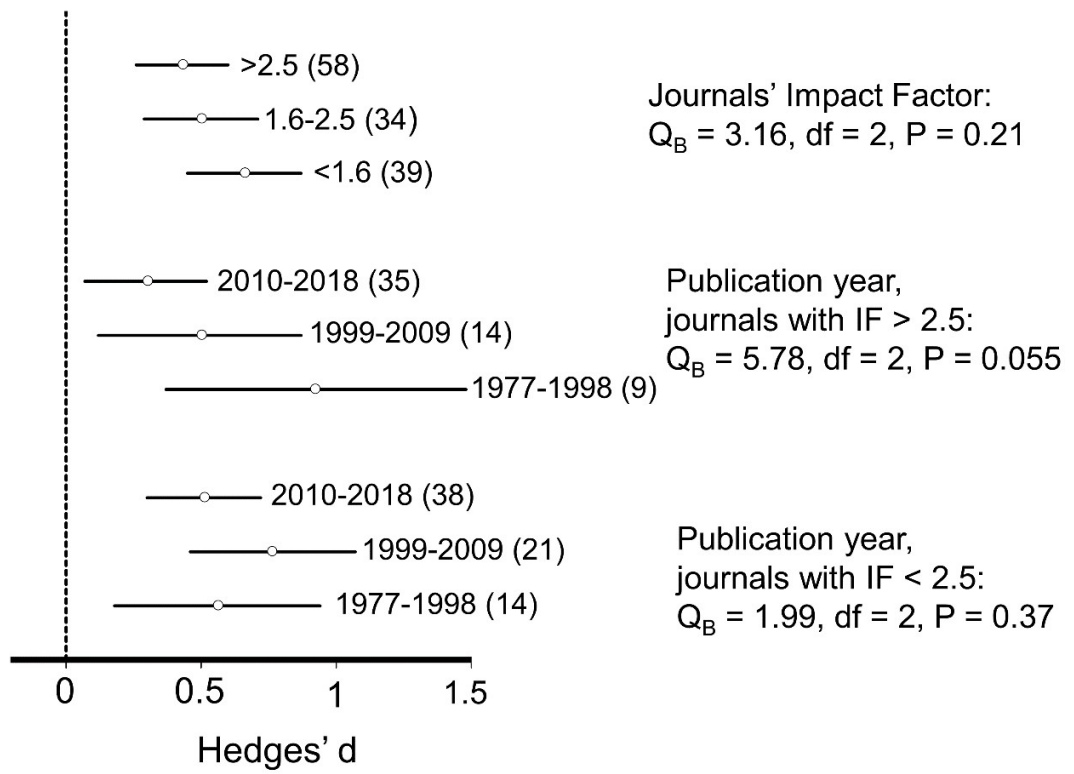 >2.5 (58)
1.6-2.5 (34)
<1.6 (39)
Journals’ Impact Factor:
Q_B = 3.16, df = 2, P = 0.21
2010-2018 (35)
1999-2009 (14)
1977-1998 (9)
Publication year,
journals with IF > 2.5:
Q_B = 5.78, df = 2, P = 0.055
2010-2018 (38)
1999-2009 (21)
1977-1998 (14)
Publication year,
journals with IF < 2.5:
Q_B = 1.99, df = 2, P = 0.37
0 0.5 1 1.5
Hedges’ d